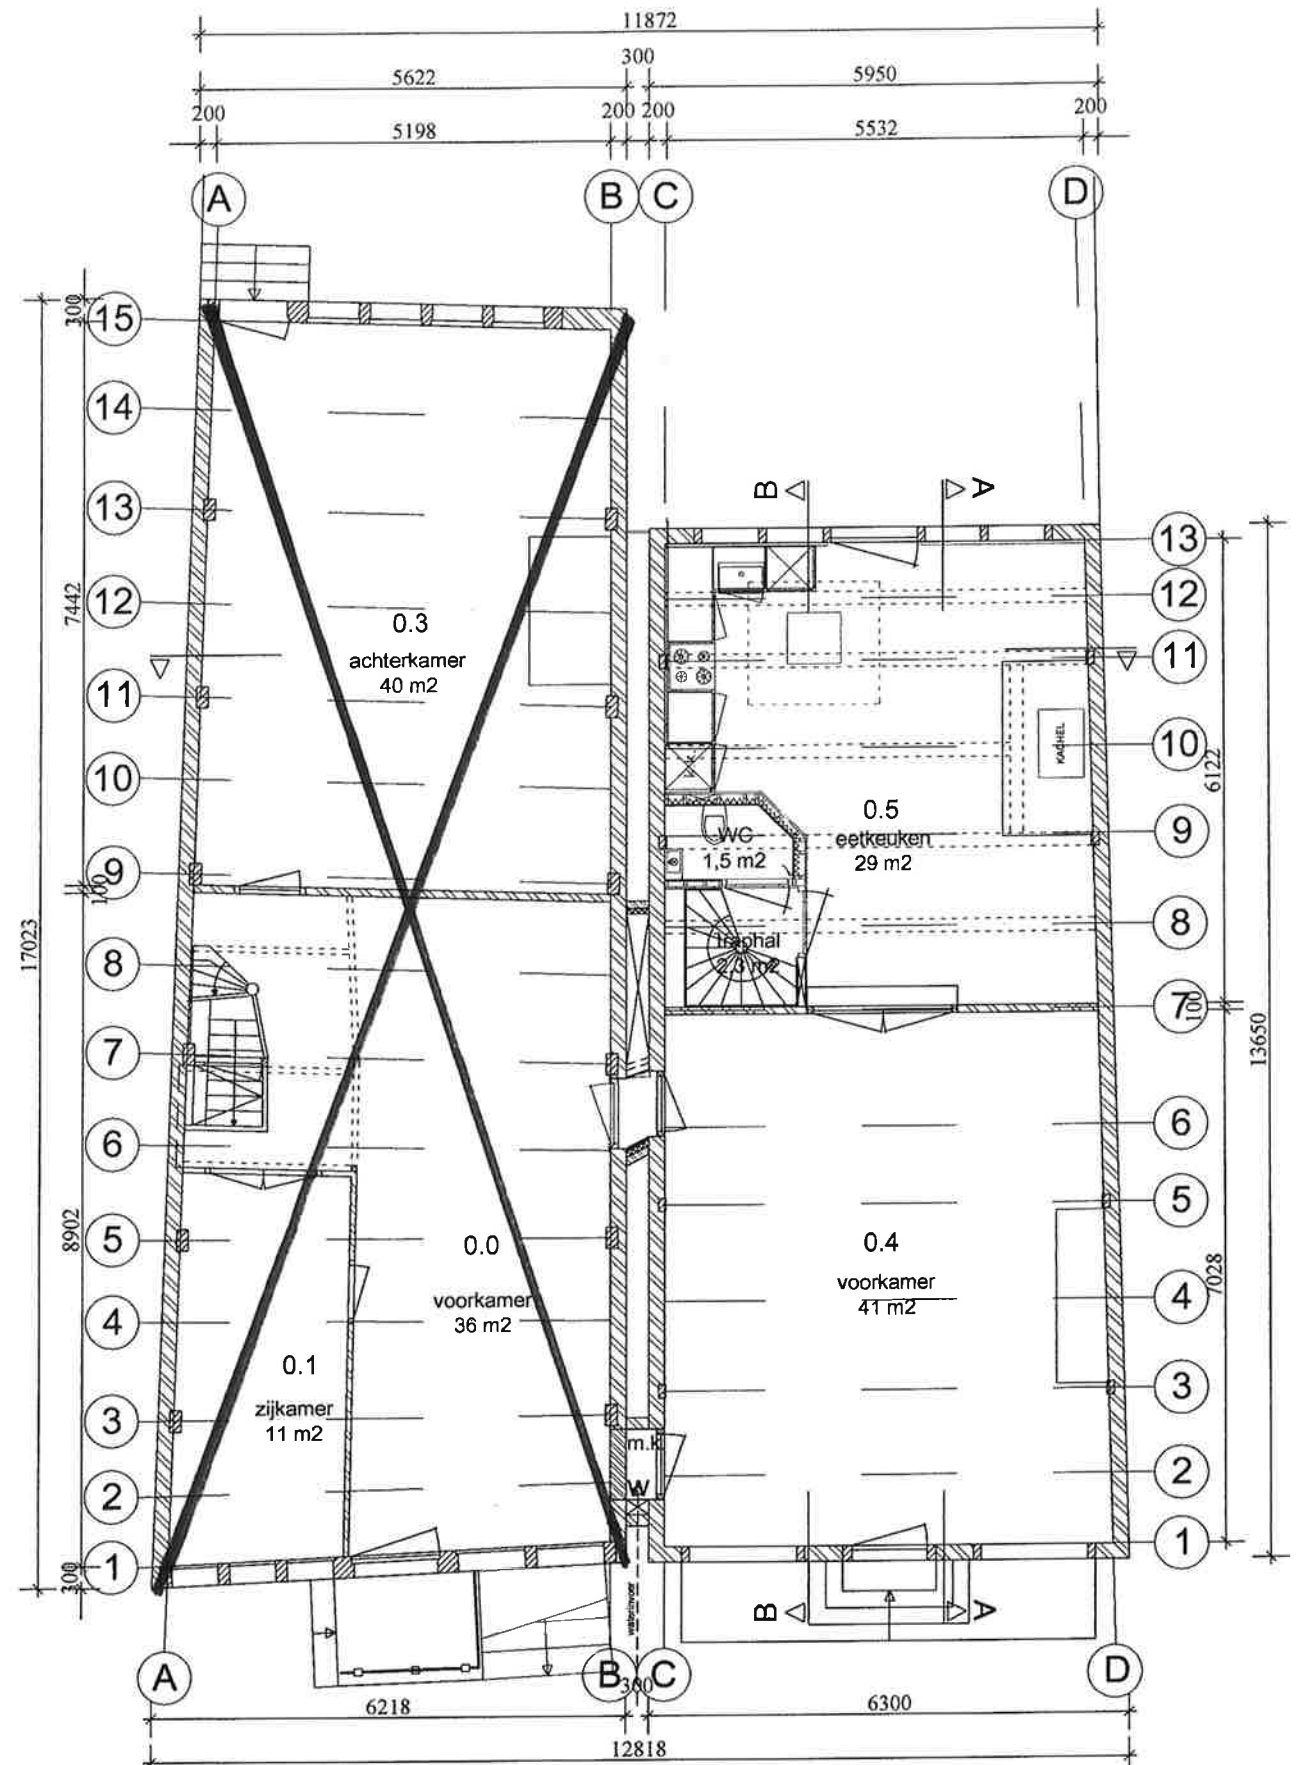 11872
300
5622
5950
200
200
200
200
5198
5532
A
B
C
D
300
15
14
13
12
11
10
9
8
7
6
5
4
3
2
1
7442
100
17023
8902
300
0.3
achterkamer
40 m2
B
A
13
12
11
10
9
8
7
6
5
4
3
2
1
KACHEL
6122
0.5
eetkeuken
29 m2
WC
1,5 m2
traphal
2.3 m2
100
13650
7028
0.0
voorkamer
36 m2
0.4
voorkamer
41 m2
0.1
zijkamer
11 m2
m.k
W
waterinvoer
B
A
A
B
C
D
300
6218
6300
12818